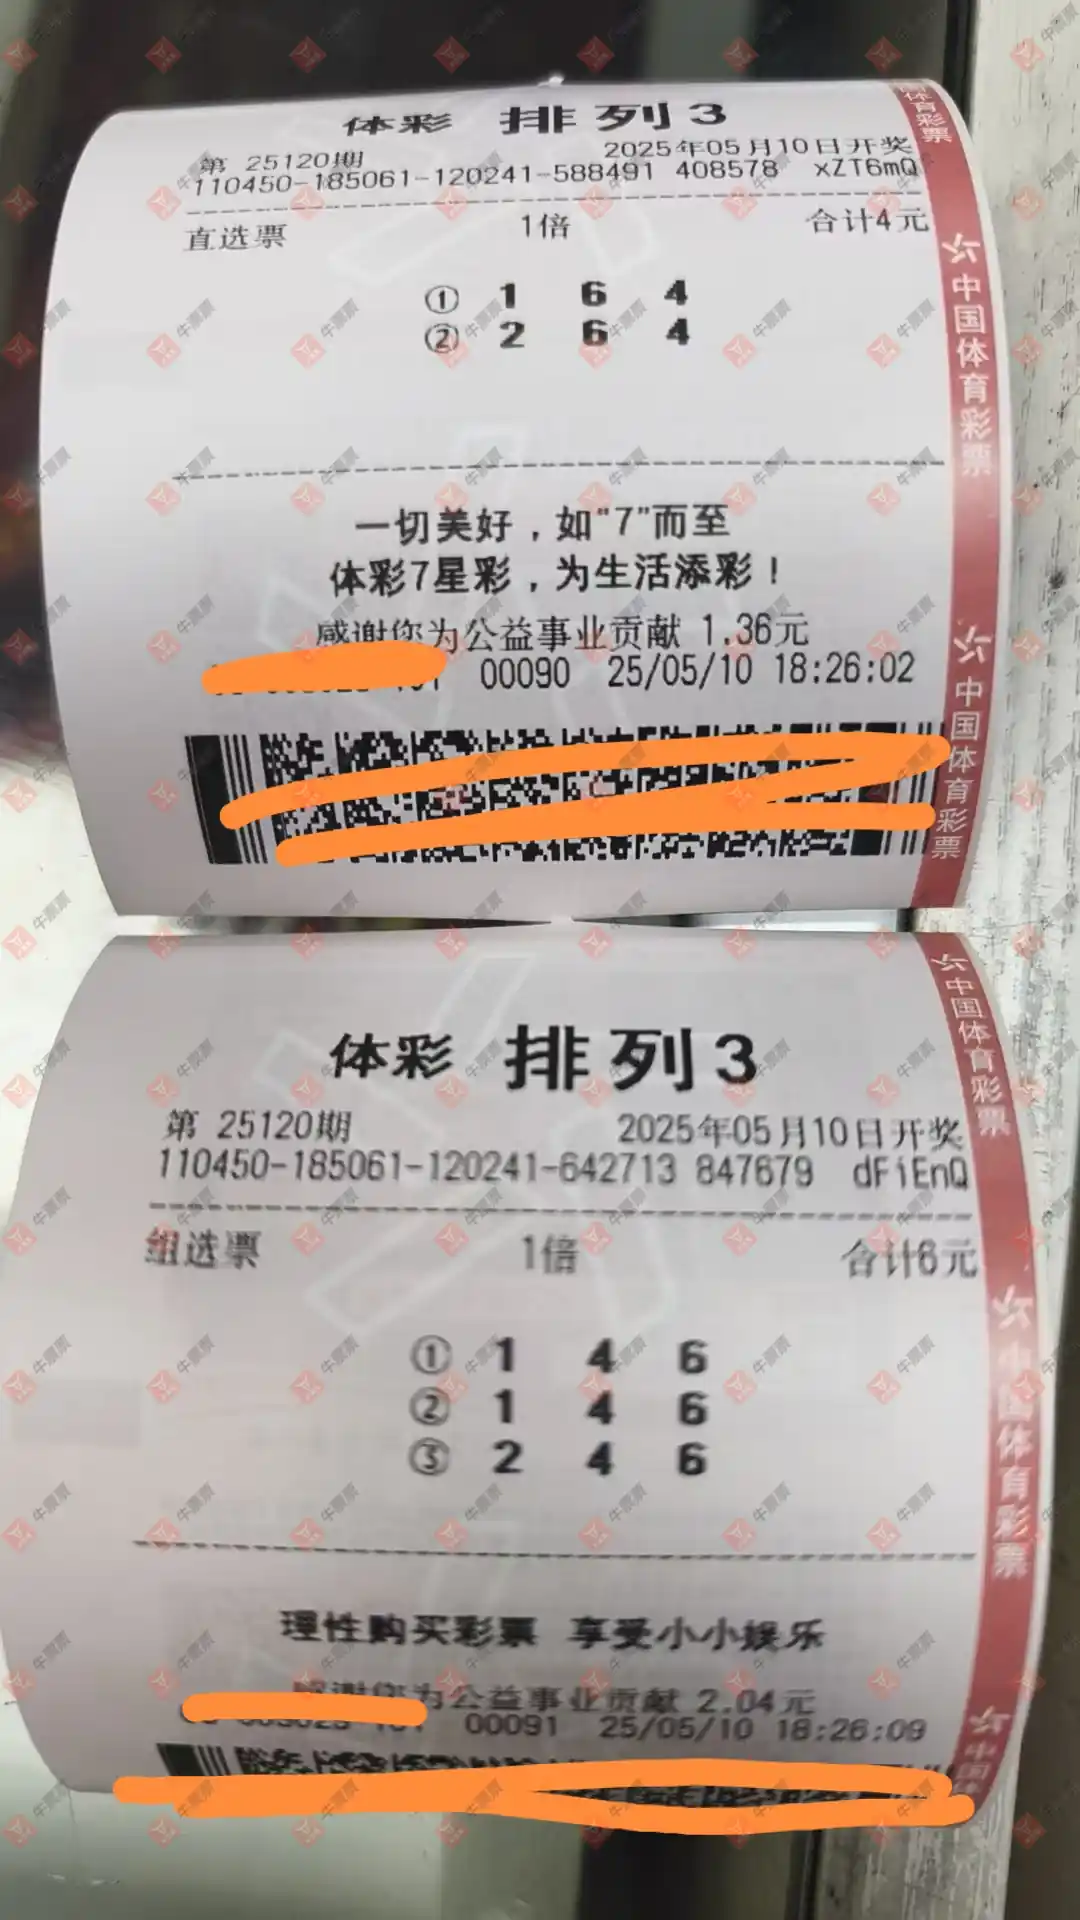 体彩 排列3
第 25120期 2025年05月10日开奖
110450-185061-120241-588491 408578 xZT6mQ
直选票 1倍 合计4元
① 1 6 4
② 2 6 4
一切美好，如“7”而至
体彩7星彩，为生活添彩！
感谢您为公益事业贡献 1.36元
00090 25/05/10 18:26:02
中国体育彩票
中国体育彩票
体彩 排列3
第 25120期 2025年05月10日开奖
110450-185061-120241-642713 847679 dFiEnQ
组选票 1倍 合计6元
① 1 4 6
② 1 4 6
③ 2 4 6
理性购买彩票 享受小小娱乐
感谢您为公益事业贡献 2.04元
00091 25/05/10 18:26:09
中国体育彩票
中国体育彩票
牛票票